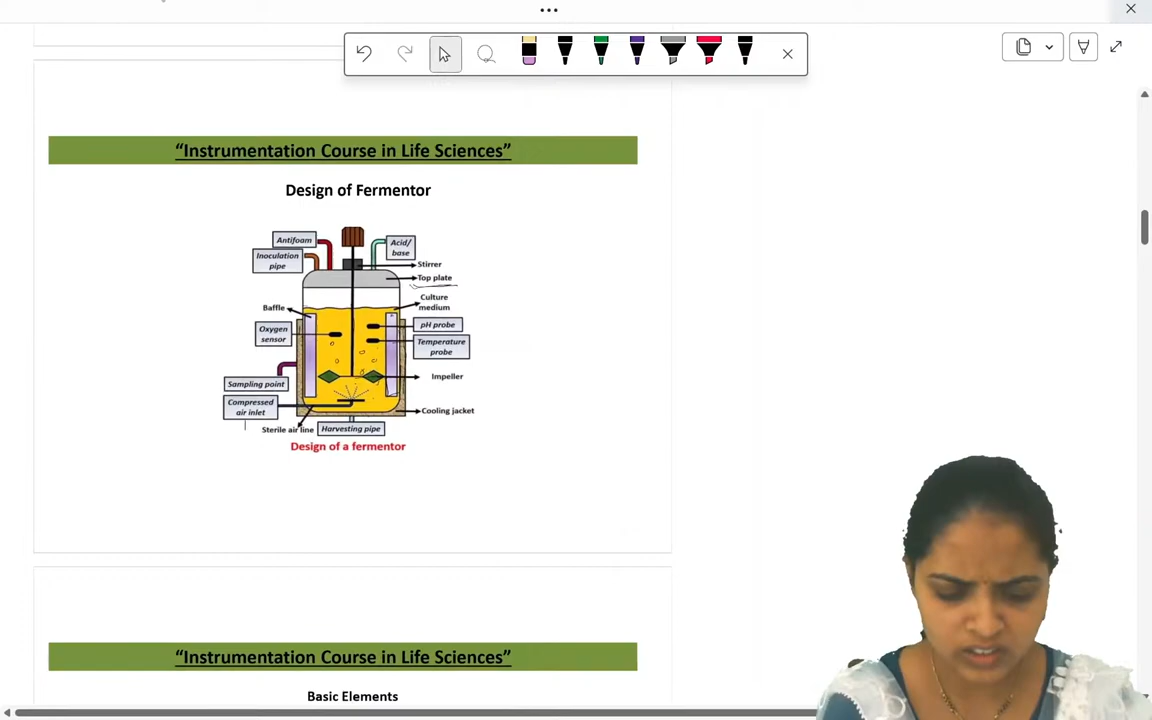 “Instrumentation Course in Life Sciences”
Design of Fermentor
Antifoam
Acid/
base
Inoculation
pipe
Stirrer
Top plate
Culture
medium
Baffle
Oxygen
sensor
pH probe
Temperature
probe
Impeller
Sampling point
Compressed
air inlet
Cooling jacket
Sterile air line
Harvesting pipe
Design of a fermentor
“Instrumentation Course in Life Sciences”
Basic Elements